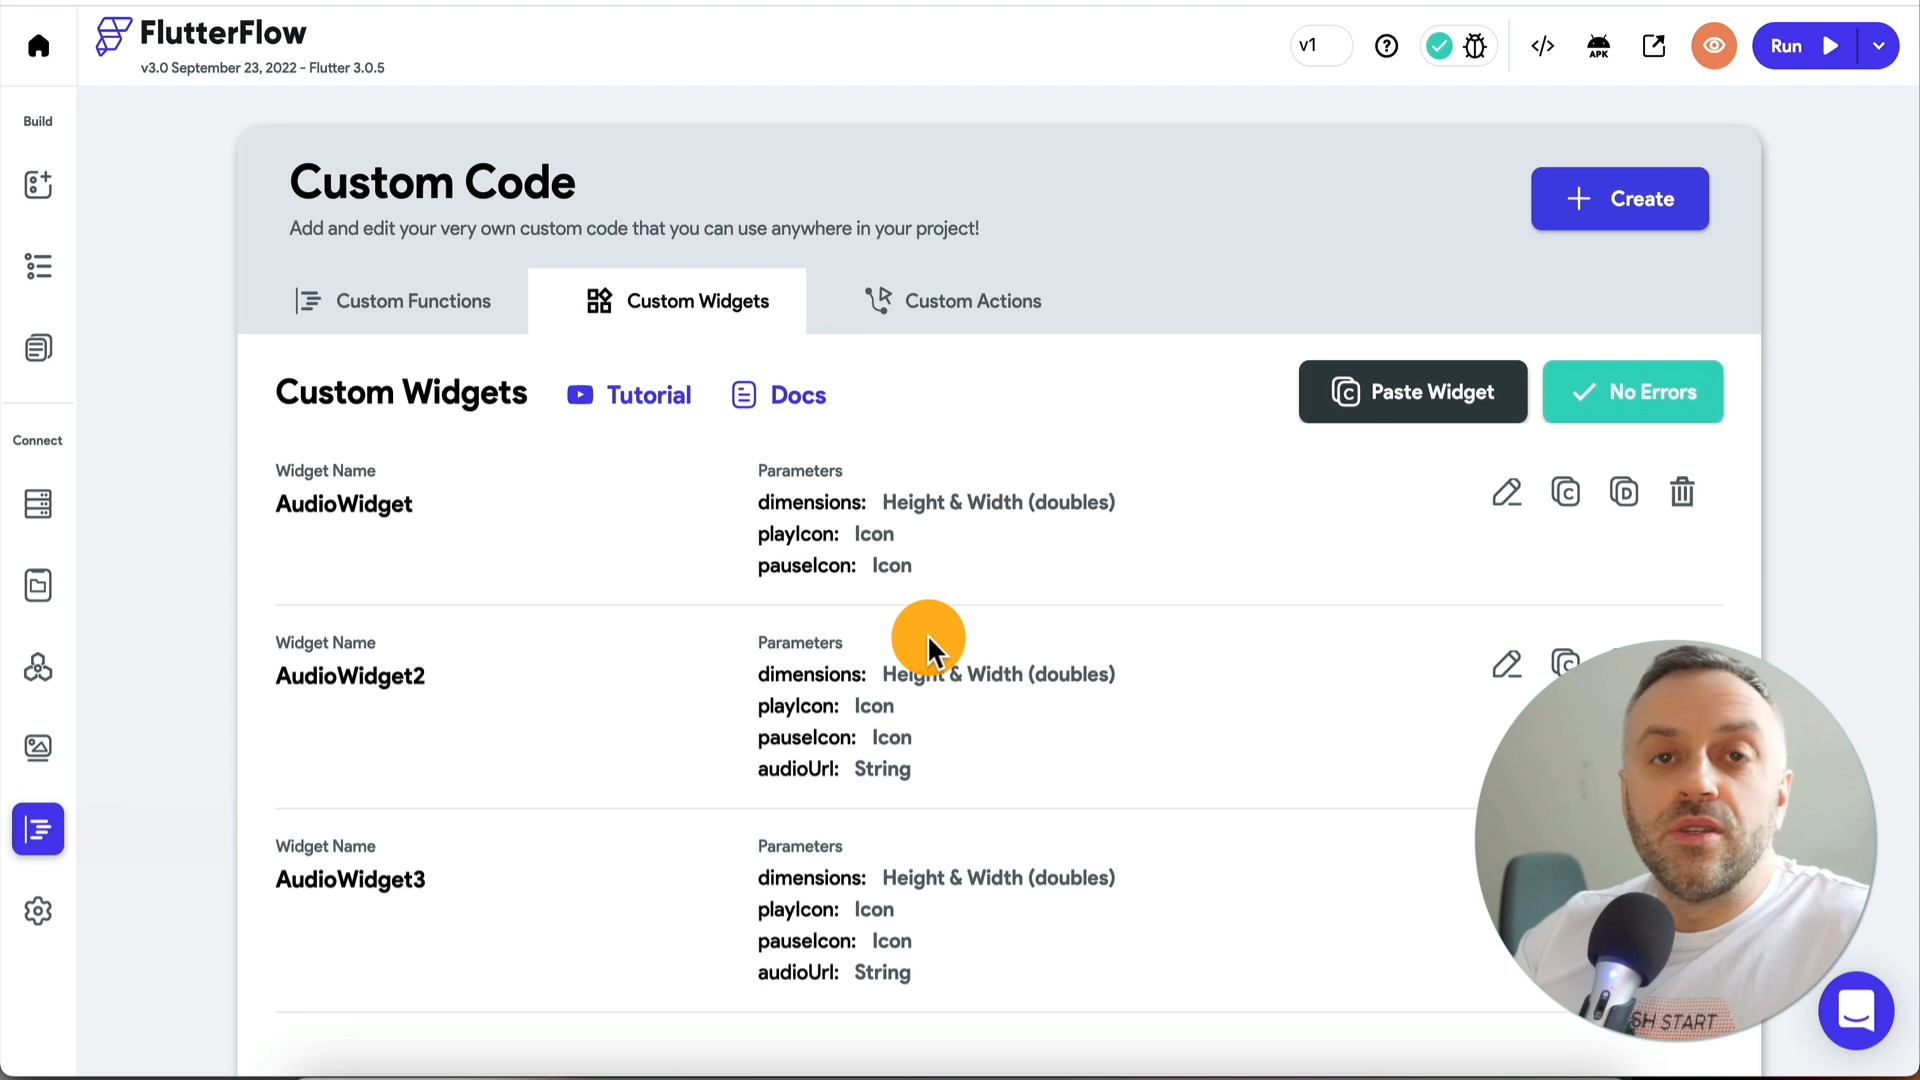 FlutterFlow
v3.0 September 23, 2022 - Flutter 3.0.5
v1
APK
Run
Build
Connect
Custom Code
Add and edit your very own custom code that you can use anywhere in your project!
Create
Custom Functions
Custom Widgets
Custom Actions
Custom Widgets
Tutorial
Docs
Paste Widget
No Errors
Widget Name
AudioWidget
Parameters
dimensions: Height & Width (doubles)
playIcon: Icon
pauseIcon: Icon
Widget Name
AudioWidget2
Parameters
dimensions: Height & Width (doubles)
playIcon: Icon
pauseIcon: Icon
audioUrl: String
Widget Name
AudioWidget3
Parameters
dimensions: Height & Width (doubles)
playIcon: Icon
pauseIcon: Icon
audioUrl: String
SH START